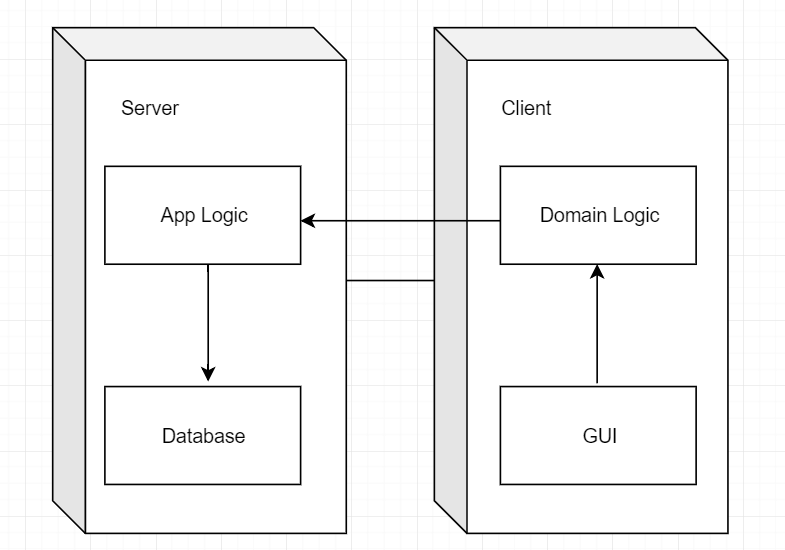 Server
App Logic
Database
Client
Domain Logic
GUI